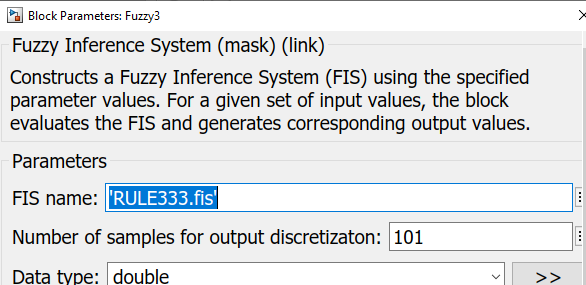 Block Parameters: Fuzzy3
Fuzzy Inference System (mask) (link)
Constructs a Fuzzy Inference System (FIS) using the specified
parameter values. For a given set of input values, the block
evaluates the FIS and generates corresponding output values.
Parameters
FIS name: 'RULE333.fis'
Number of samples for output discretizaton: 101
Data type: double >>